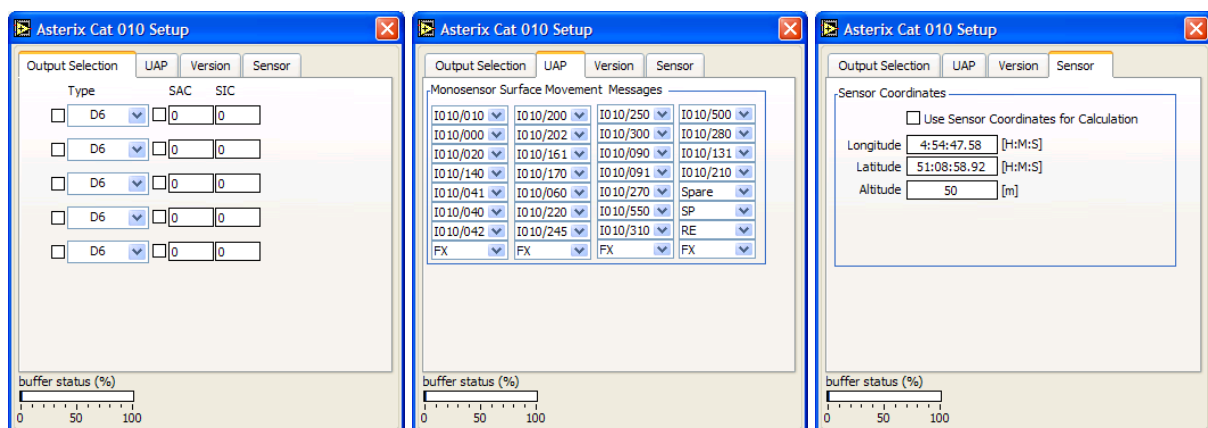 Asterix Cat 010 Setup
Output Selection UAP Version Sensor
Type SAC SIC
D6 0 0
D6 0 0
D6 0 0
D6 0 0
D6 0 0
buffer status (%)
0 50 100
Asterix Cat 010 Setup
Output Selection UAP Version Sensor
Monosensor Surface Movement Messages
I010/010 I010/200 I010/250 I010/500
I010/000 I010/202 I010/300 I010/280
I010/020 I010/161 I010/090 I010/131
I010/140 I010/170 I010/091 I010/210
I010/041 I010/060 I010/270 Spare
I010/040 I010/220 I010/550 SP
I010/042 I010/245 I010/310 RE
FX FX FX FX
buffer status (%)
0 50 100
Asterix Cat 010 Setup
Output Selection UAP Version Sensor
Sensor Coordinates
Use Sensor Coordinates for Calculation
Longitude 4:54:47.58 [H:M:S]
Latitude 51:08:58.92 [H:M:S]
Altitude 50 [m]
buffer status (%)
0 50 100